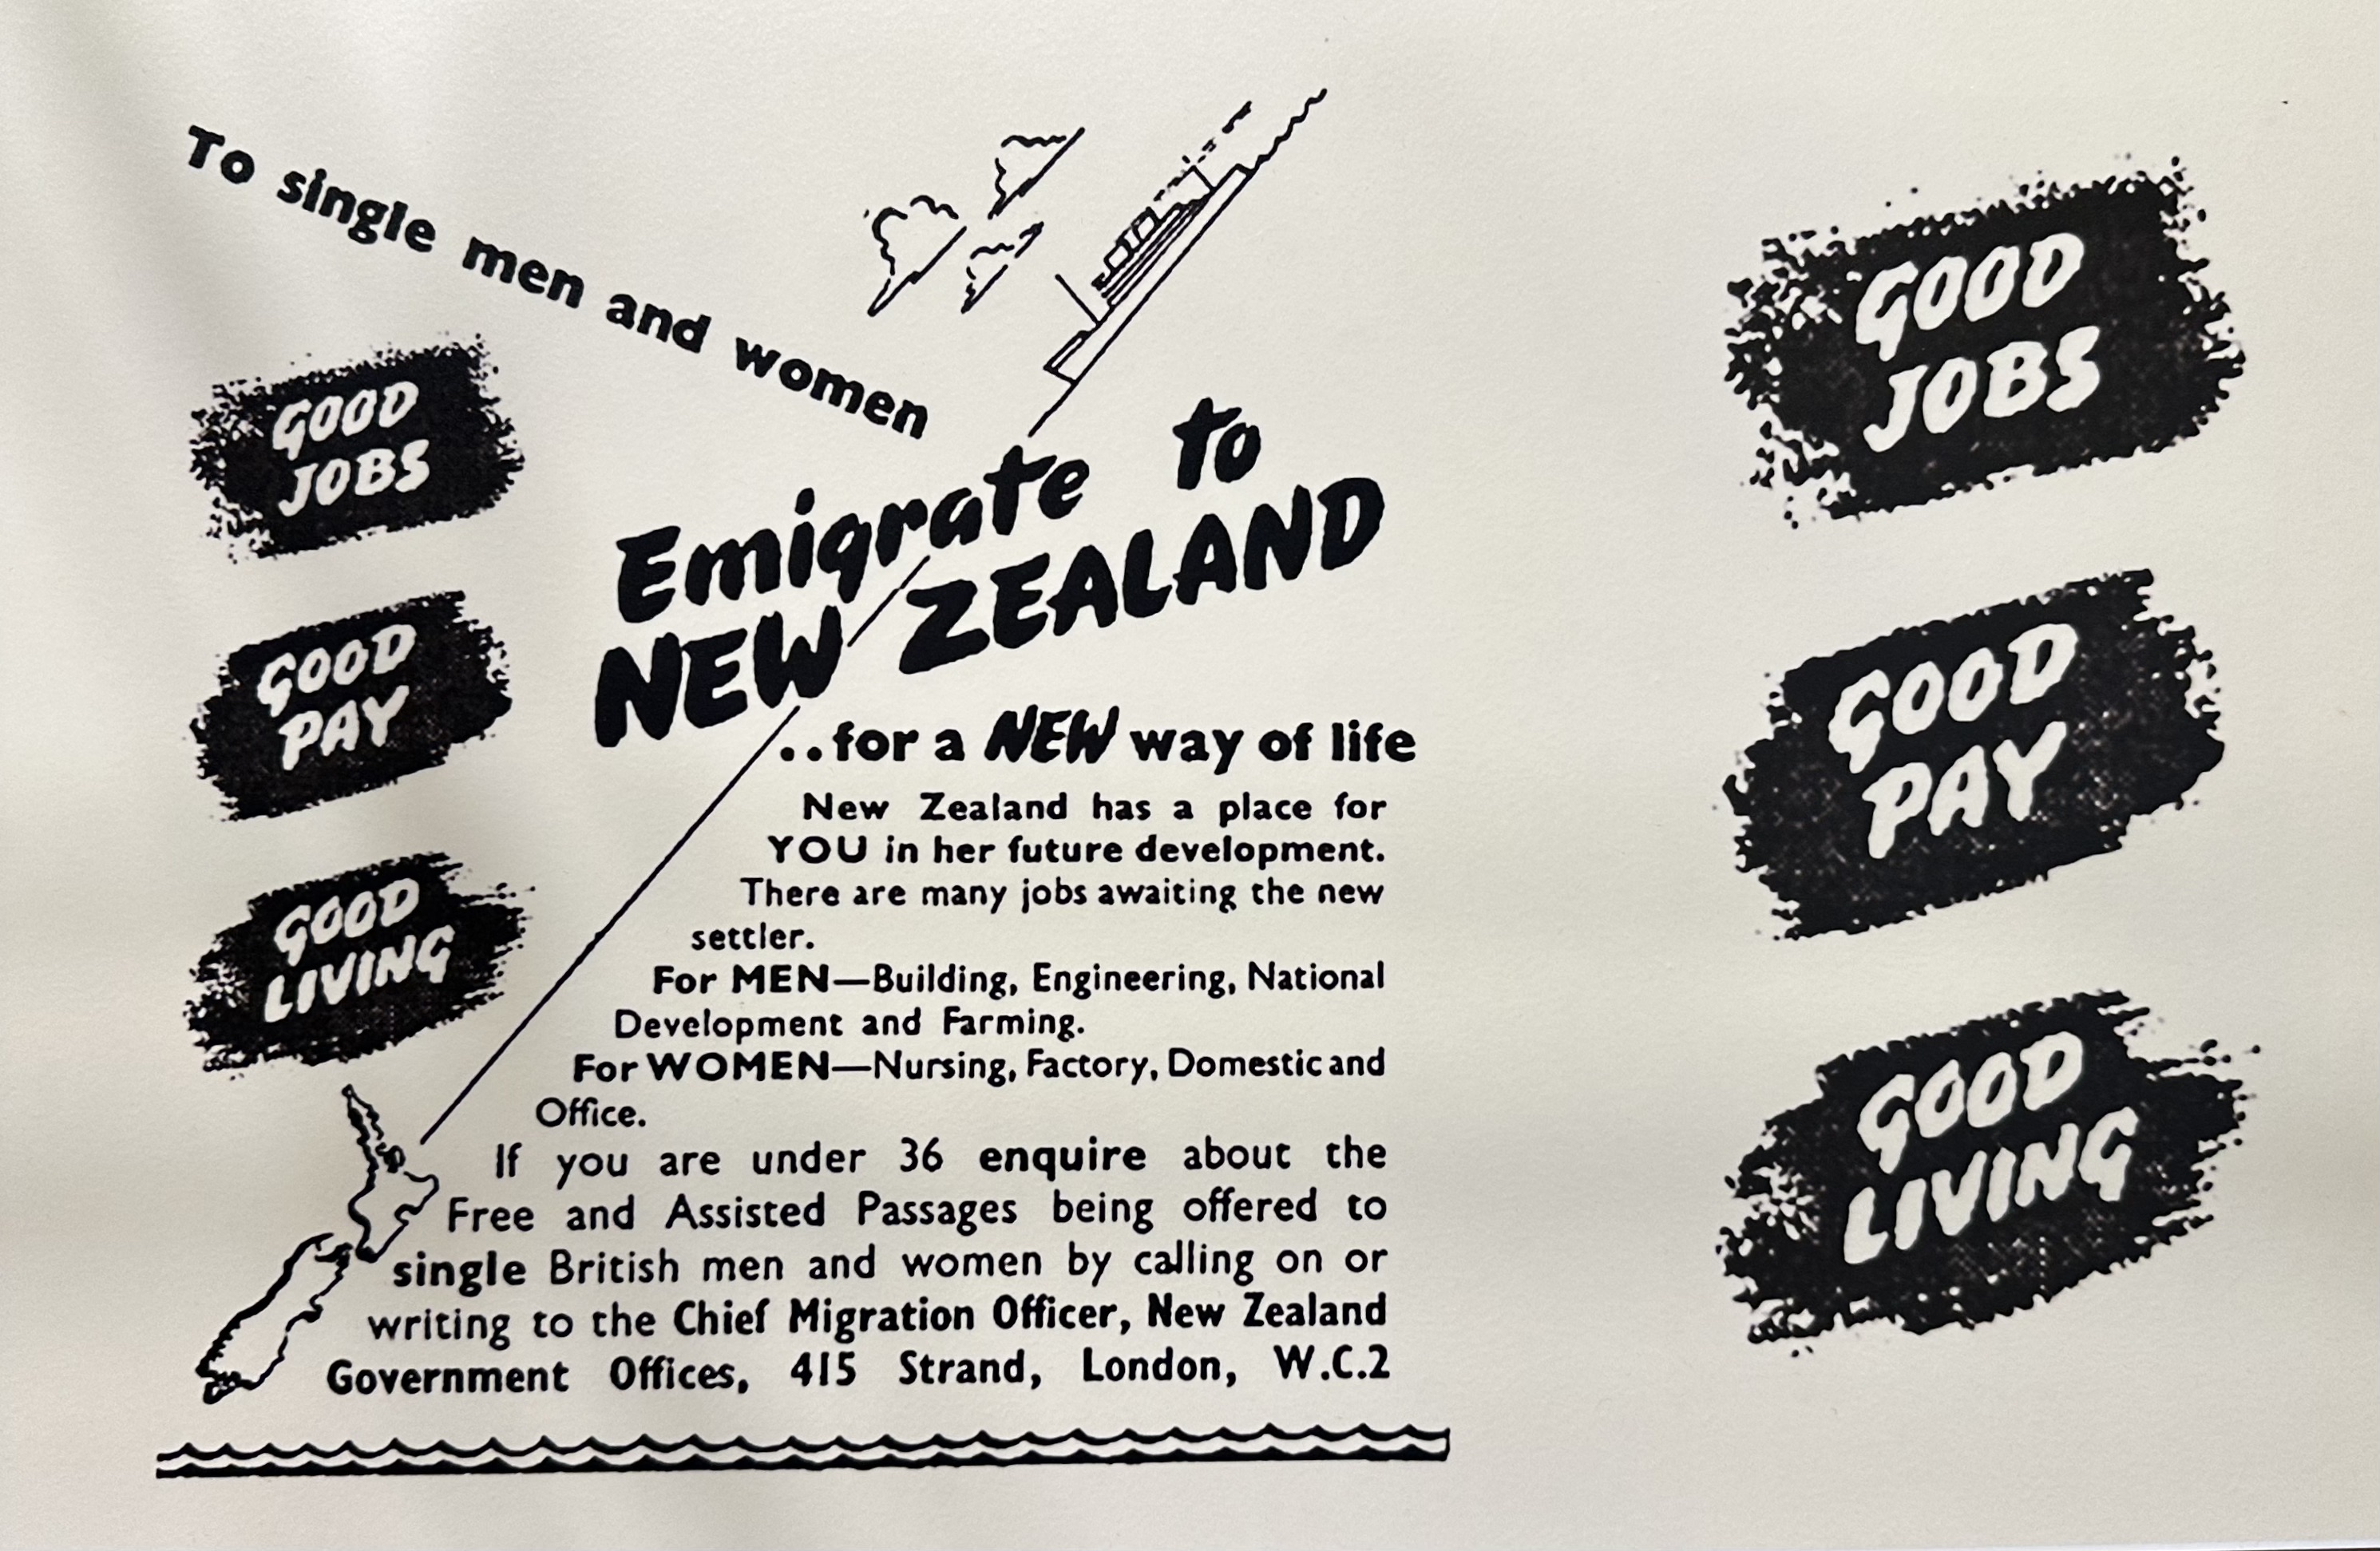 To single men and women
GOOD
JOBS
GOOD
PAY
GOOD
LIVING
Emigrate to
NEW ZEALAND
..for a NEW way of life
New Zealand has a place for
YOU in her future development.
There are many jobs awaiting the new
settler.
For MEN—Building, Engineering, National
Development and Farming.
For WOMEN—Nursing, Factory, Domestic and
Office.
If you are under 36 enquire about the
Free and Assisted Passages being offered to
single British men and women by calling on or
writing to the Chief Migration Officer, New Zealand
Government Offices, 415 Strand, London, W.C.2
GOOD
JOBS
GOOD
PAY
GOOD
LIVING